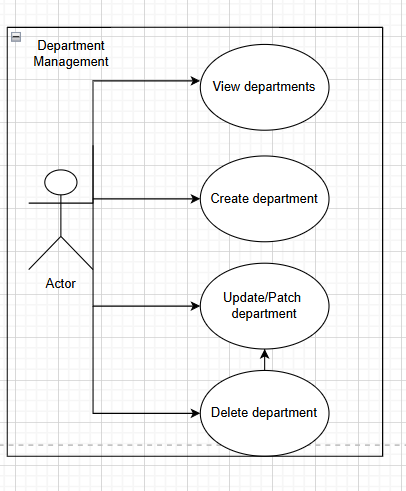 Department
Management
View departments
Create department
Actor
Update/Patch
department
Delete department